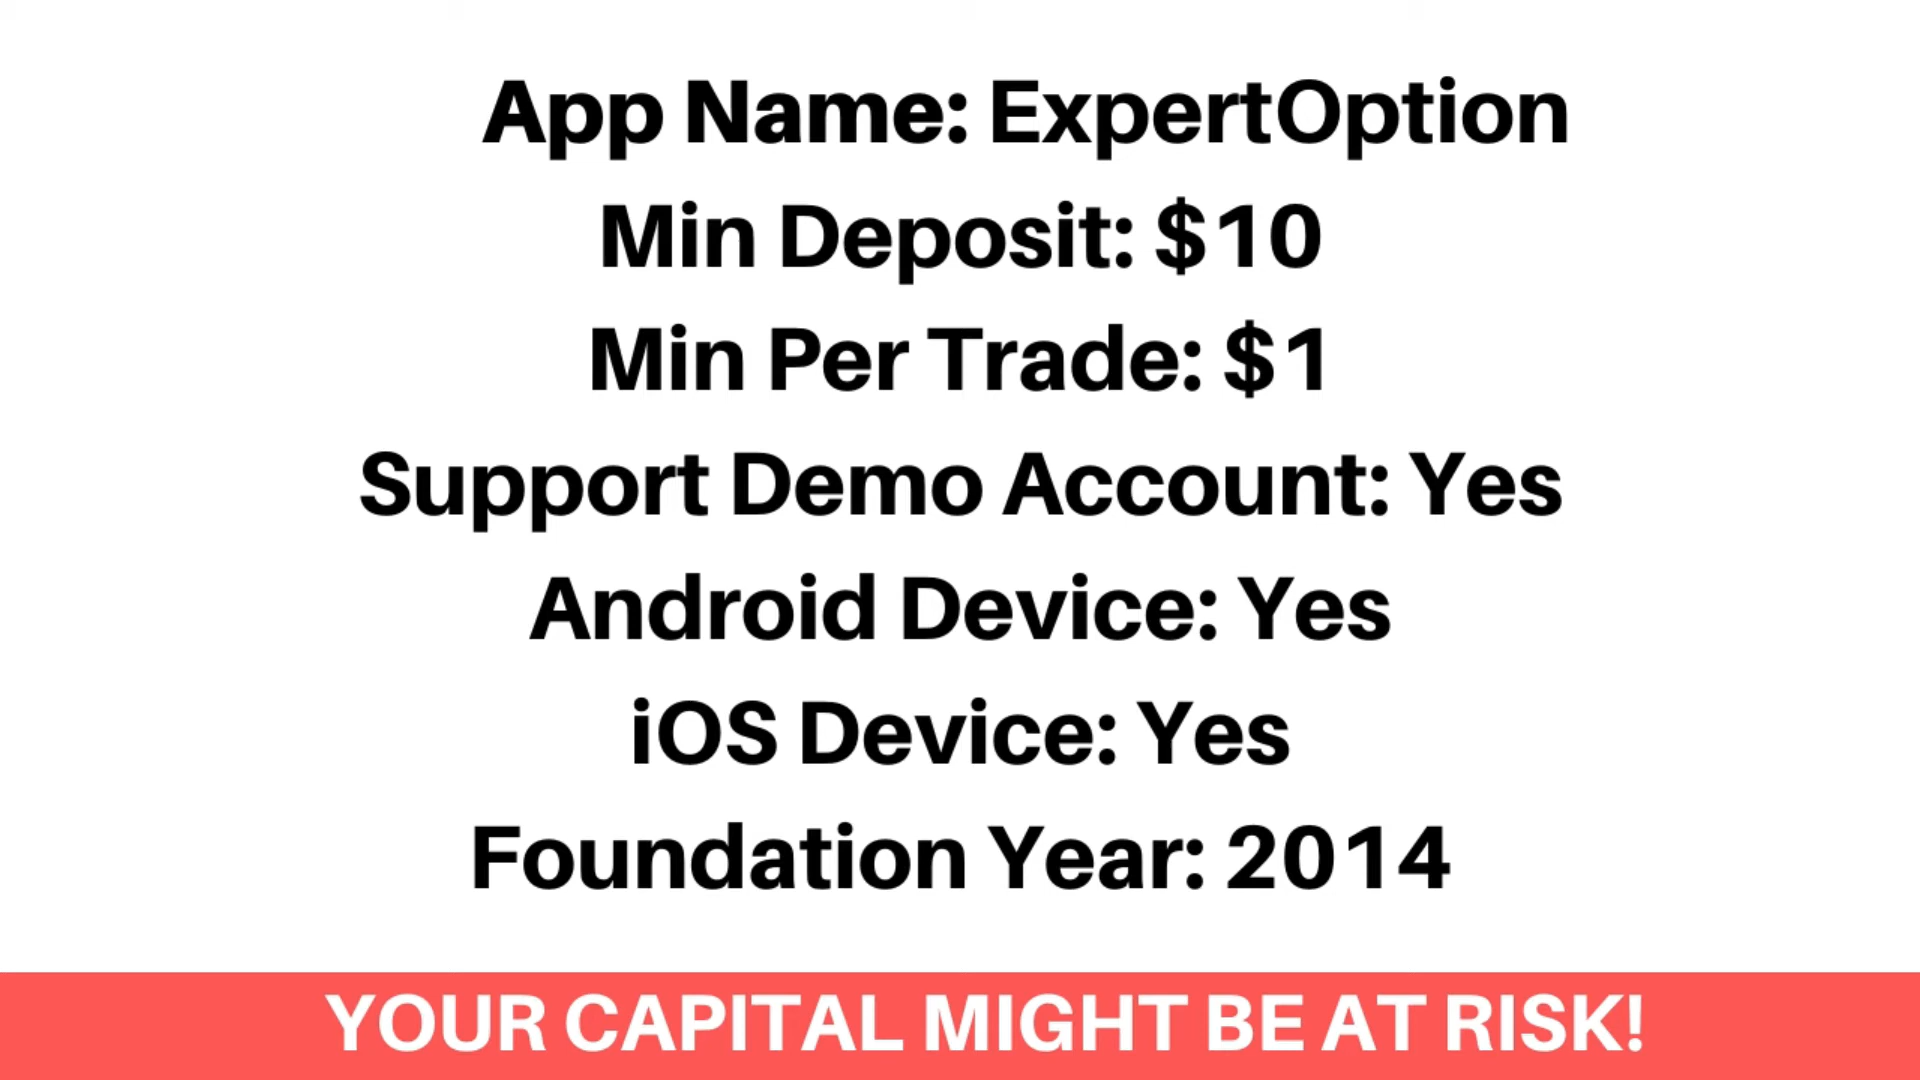 App Name: ExpertOption
Min Deposit: $10
Min Per Trade: $1
Support Demo Account: Yes
Android Device: Yes
iOS Device: Yes
Foundation Year: 2014
YOUR CAPITAL MIGHT BE AT RISK!